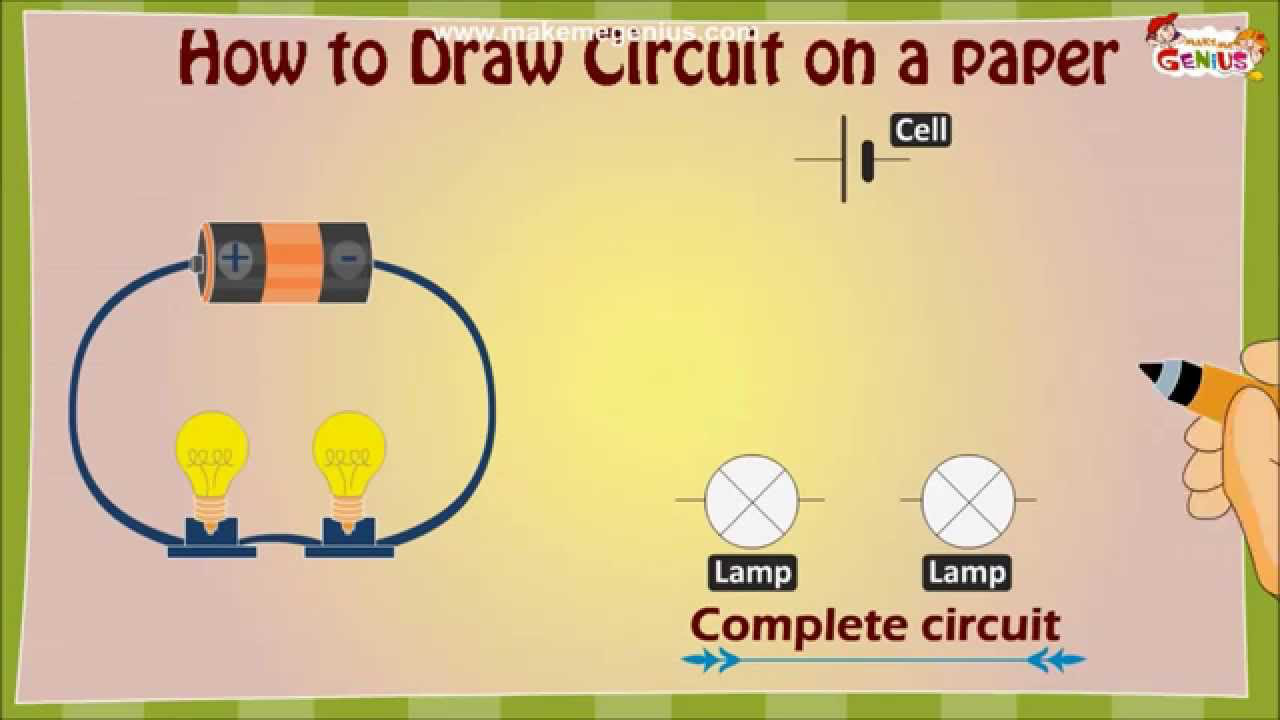 www.makemegenius.com
How to Draw Circuit on a paper
MAKE ME
GENIUS
Cell
+ -
Lamp Lamp
Complete circuit